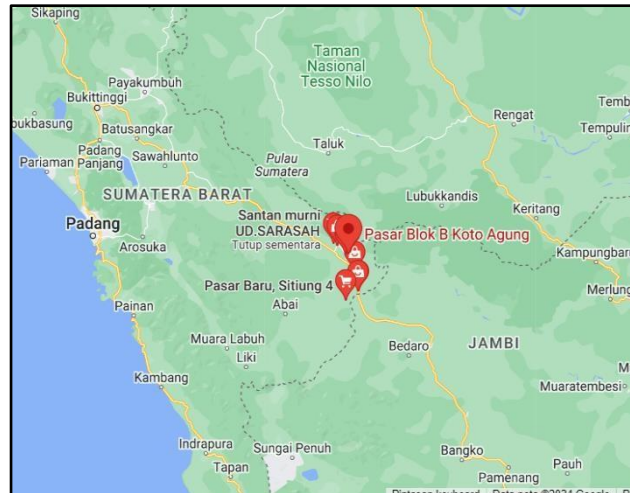 Sikaping
Taman
Nasional
Tesso Nilo
Payakumbuh
Bukittinggi
Rengat
Temb
bukbasung
Batusangkar
Tempulin
Padang
Panjang
Taluk
Pariaman
Sawahlunto
Pulau
Sumatera
SUMATERA BARAT
Lubukkandis
Keritang
Santan murni
UD.SARASAH
Tutup sementara
Padang
Pasar Blok B Koto Agung
Arosuka
Kampungbaru
Pasar Baru, Sitiung 4
Merlung
Painan
Abai
Muara Labuh
Bedaro
JAMBI
Liki
M
Kambang
Muaratembesi
Indrapura
Sungai Penuh
Bangko
Pauh
Tapan
Pamenang